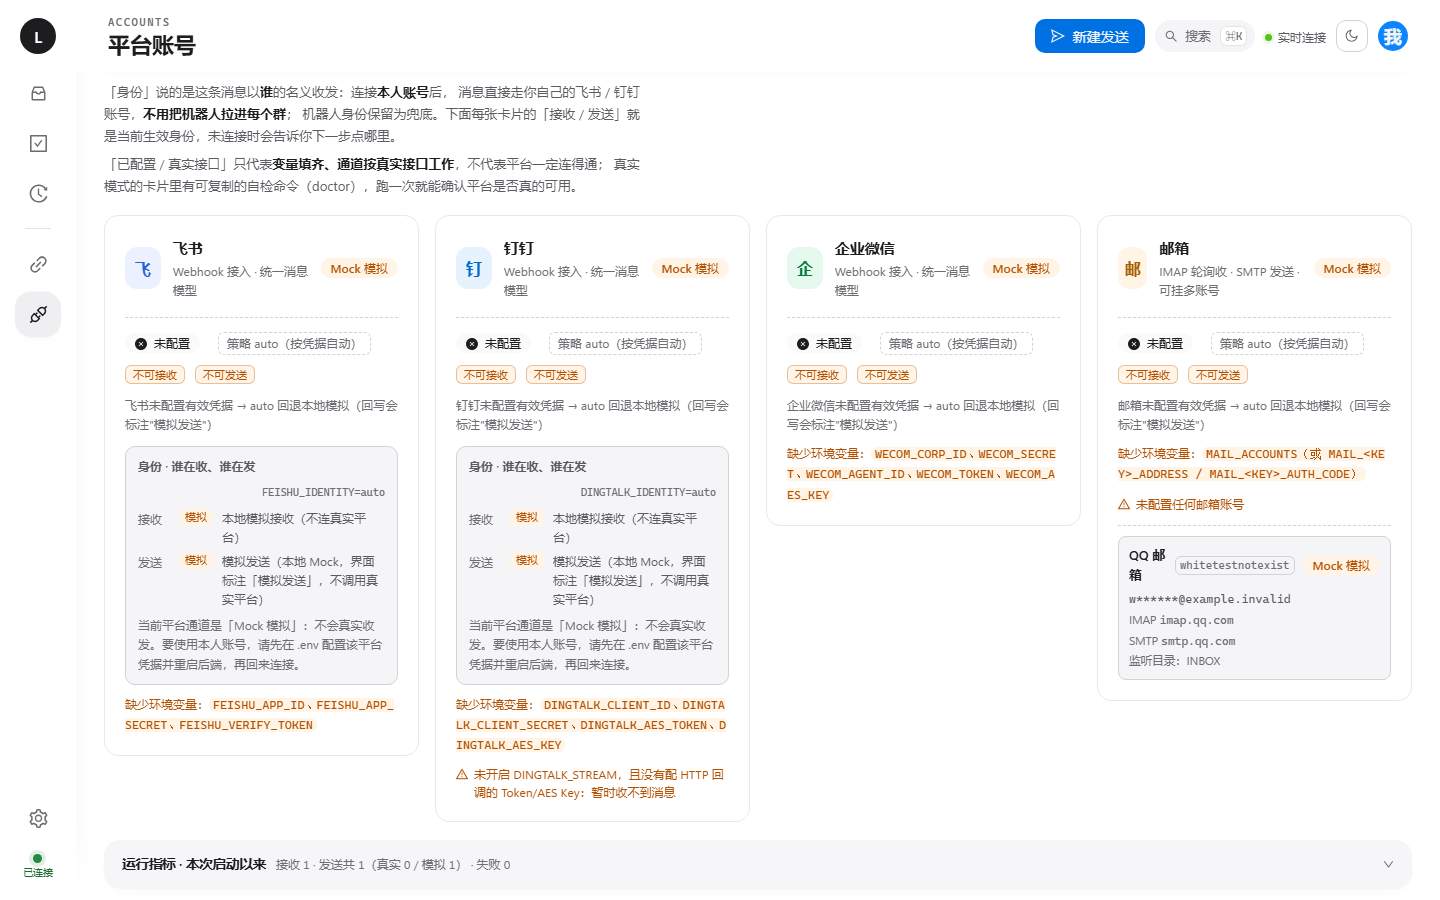 L
ACCOUNTS
平台账号
新建发送
搜索
⌘K
实时连接
我
「身份」说的是这条消息以谁的名义收发：连接本人账号后， 消息直接走你自己的飞书 / 钉钉
账号，不用把机器人拉进每个群； 机器人身份保留为兜底。下面每张卡片的「接收 / 发送」就
是当前生效身份，未连接时会告诉你下一步点哪里。
「已配置 / 真实接口」只代表变量填齐、通道按真实接口工作，不代表平台一定连得通； 真实
模式的卡片里有可复制的自检命令（doctor），跑一次就能确认平台是否真的可用。
飞
飞书
Webhook 接入 · 统一消息
模型
Mock 模拟
未配置
策略 auto（按凭据自动）
不可接收
不可发送
飞书未配置有效凭据 → auto 回退本地模拟（回写会
标注"模拟发送"）
身份 · 谁在收、谁在发
FEISHU_IDENTITY=auto
接收
模拟
本地模拟接收（不连真实平
台）
发送
模拟
模拟发送（本地 Mock，界面
标注「模拟发送」，不调用真
实平台）
当前平台通道是「Mock 模拟」：不会真实收
发。要使用本人账号，请先在 .env 配置该平台
凭据并重启后端，再回来连接。
缺少环境变量： FEISHU_APP_ID、FEISHU_APP_
SECRET、FEISHU_VERIFY_TOKEN
钉
钉钉
Webhook 接入 · 统一消息
模型
Mock 模拟
未配置
策略 auto（按凭据自动）
不可接收
不可发送
钉钉未配置有效凭据 → auto 回退本地模拟（回写会
标注"模拟发送"）
身份 · 谁在收、谁在发
DINGTALK_IDENTITY=auto
接收
模拟
本地模拟接收（不连真实平
台）
发送
模拟
模拟发送（本地 Mock，界面
标注「模拟发送」，不调用真
实平台）
当前平台通道是「Mock 模拟」：不会真实收
发。要使用本人账号，请先在 .env 配置该平台
凭据并重启后端，再回来连接。
缺少环境变量： DINGTALK_CLIENT_ID、DINGTA
LK_CLIENT_SECRET、DINGTALK_AES_TOKEN、D
INGTALK_AES_KEY
未开启 DINGTALK_STREAM，且没有配 HTTP 回
调的 Token/AES Key：暂时收不到消息
企
企业微信
Webhook 接入 · 统一消息
模型
Mock 模拟
未配置
策略 auto（按凭据自动）
不可接收
不可发送
企业微信未配置有效凭据 → auto 回退本地模拟（回
写会标注"模拟发送"）
缺少环境变量： WECOM_CORP_ID、WECOM_SECRE
T、WECOM_AGENT_ID、WECOM_TOKEN、WECOM_A
ES_KEY
邮
邮箱
IMAP 轮询收 · SMTP 发送 ·
可挂多账号
Mock 模拟
未配置
策略 auto（按凭据自动）
不可接收
不可发送
邮箱未配置有效凭据 → auto 回退本地模拟（回写会
标注"模拟发送"）
缺少环境变量： MAIL_ACCOUNTS（或 MAIL_<KE
Y>_ADDRESS / MAIL_<KEY>_AUTH_CODE）
未配置任何邮箱账号
QQ 邮
箱
whitetestnotexist
Mock 模拟
w******@example.invalid
IMAP imap.qq.com
SMTP smtp.qq.com
监听目录：INBOX
已连接
运行指标 · 本次启动以来 接收 1 · 发送共 1（真实 0 / 模拟 1） · 失败 0